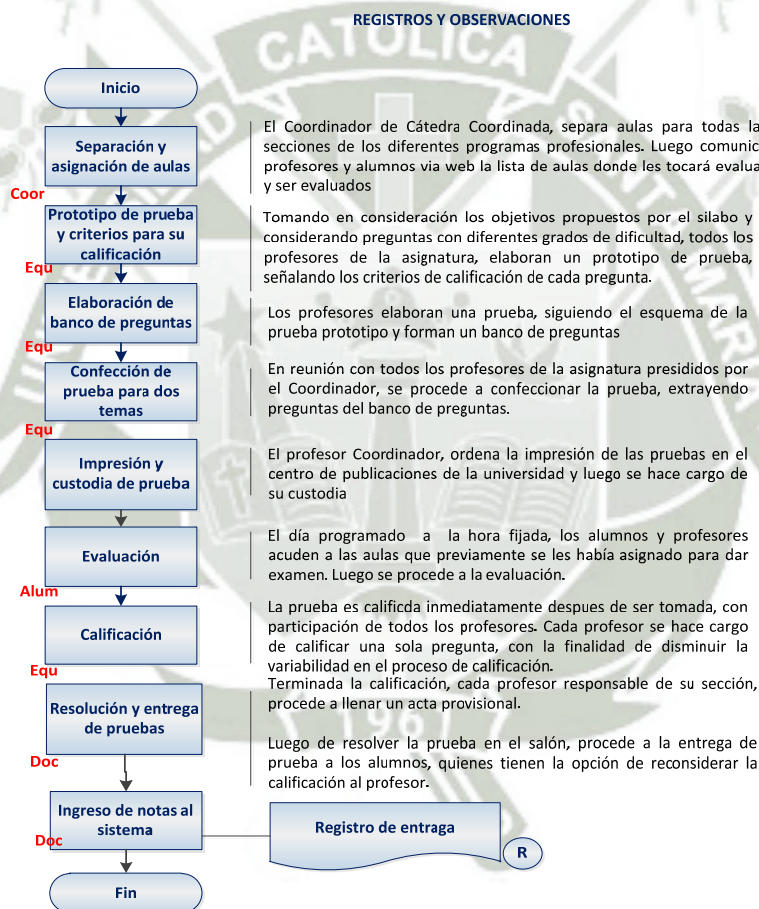 REGISTROS Y OBSERVACIONES
Inicio
Separación y
asignación de aulas
Coor
El Coordinador de Cátedra Coordinada, separa aulas para todas la
secciones de los diferentes programas profesionales. Luego comunic
profesores y alumnos via web la lista de aulas donde les tocará evalua
y ser evaluados
Prototipo de prueba
y criterios para su
calificación
Equ
Tomando en consideración los objetivos propuestos por el silabo y
considerando preguntas con diferentes grados de dificultad, todos los
profesores de la asignatura, elaboran un prototipo de prueba,
señalando los criterios de calificación de cada pregunta.
Elaboración de
banco de preguntas
Equ
Los profesores elaboran una prueba, siguiendo el esquema de la
prueba prototipo y forman un banco de preguntas
Confección de
prueba para dos
temas
Equ
En reunión con todos los profesores de la asignatura presididos por
el Coordinador, se procede a confeccionar la prueba, extrayendo
preguntas del banco de preguntas.
Impresión y
custodia de prueba
El profesor Coordinador, ordena la impresión de las pruebas en el
centro de publicaciones de la universidad y luego se hace cargo de
su custodia
Evaluación
Alum
El día programado a la hora fijada, los alumnos y profesores
acuden a las aulas que previamente se les había asignado para dar
examen. Luego se procede a la evaluación.
Calificación
Equ
La prueba es calificda inmediatamente despues de ser tomada, con
participación de todos los profesores. Cada profesor se hace cargo
de calificar una sola pregunta, con la finalidad de disminuir la
variabilidad en el proceso de calificación.
Resolución y entrega
de pruebas
Doc
Terminada la calificación, cada profesor responsable de su sección,
procede a llenar un acta provisional.
Luego de resolver la prueba en el salón, procede a la entrega de
prueba a los alumnos, quienes tienen la opción de reconsiderar la
calificación al profesor.
Ingreso de notas al
sistema
Doc
Registro de entraga
R
Fin
CATOLICA
SANTA MARIA
196